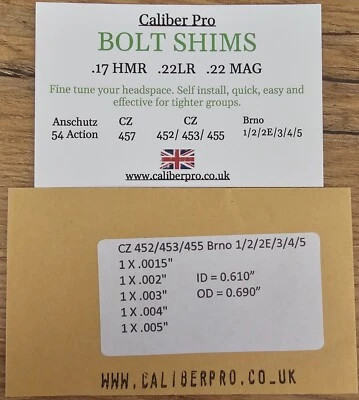 Caliber Pro
BOLT SHIMS
.17 HMR .22LR .22 MAG
Fine tune your headspace. Self install, quick, easy and
effective for tighter groups.
Anschutz CZ CZ Brno
54 Action 457 452/ 453/ 455 1/2/2E/3/4/5
www.caliberpro.co.uk
CZ 452/453/455 Brno 1/2/2E/3/4/5
1 X .0015"
1 X .002" ID = 0.610”
1 X .003" OD = 0.690”
1 X .004"
1 X .005"
WWW.CALIBERPRO.CO_UK